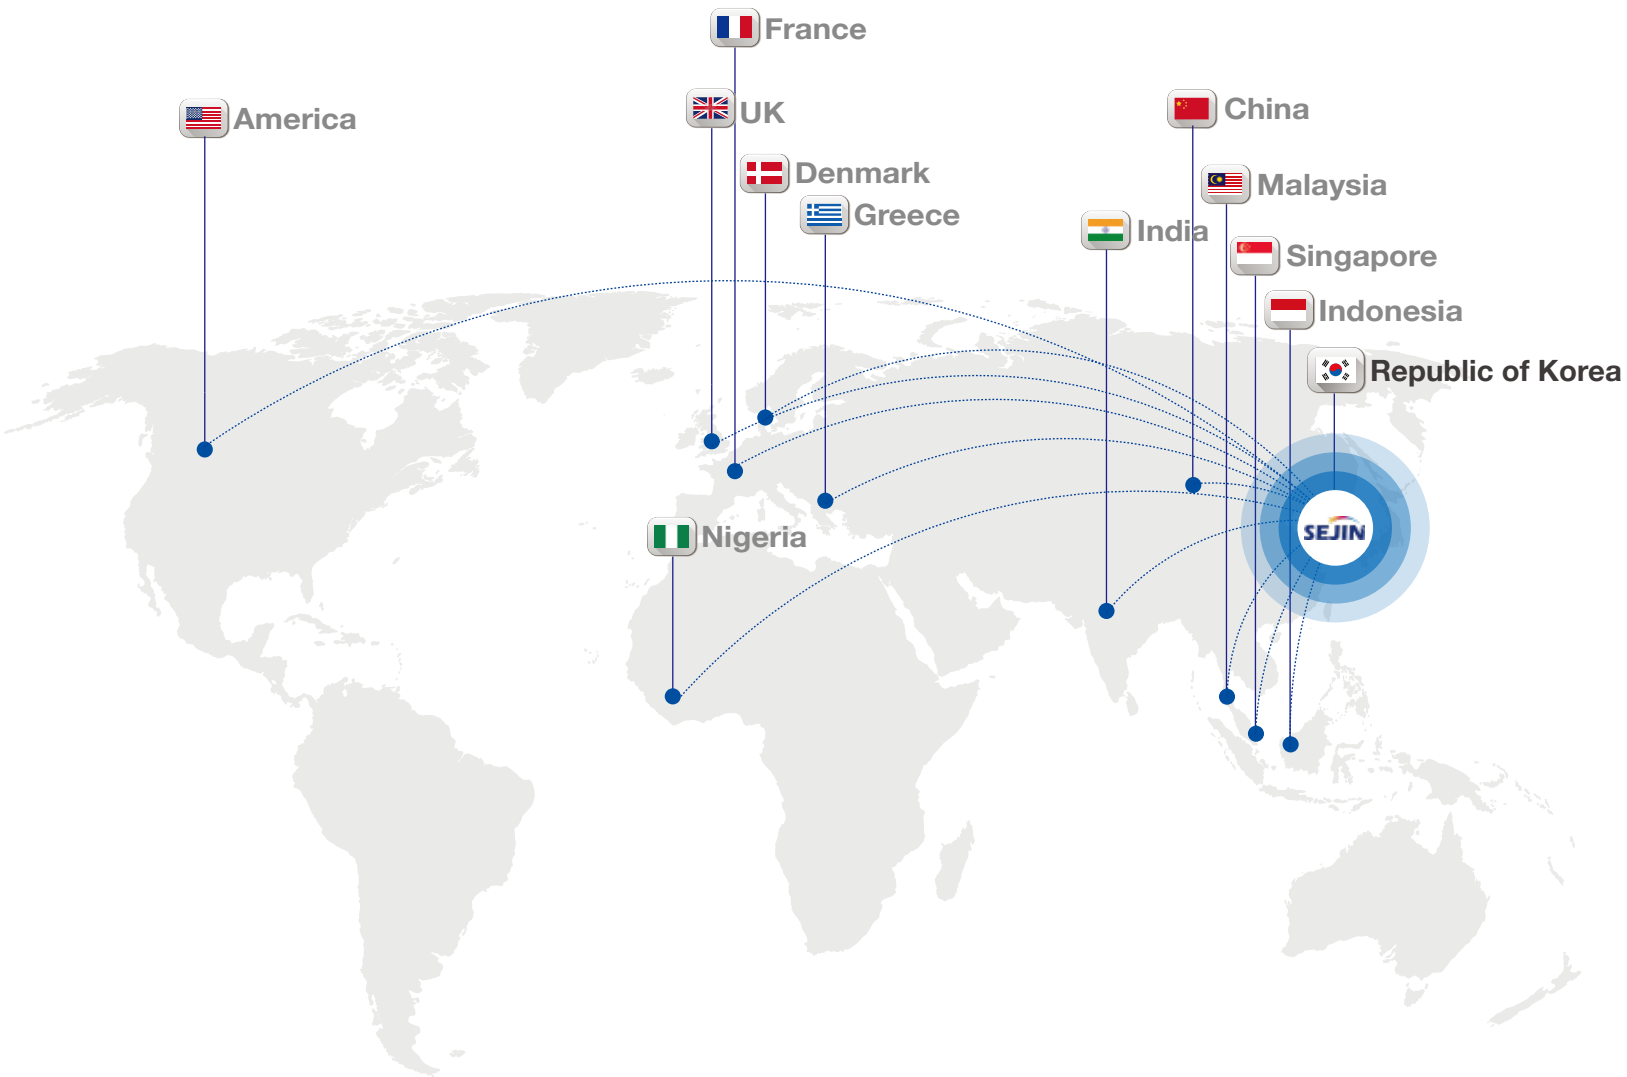 France
America
UK
China
Denmark
Malaysia
Greece
India
Singapore
Indonesia
Republic of Korea
SEJIN
Nigeria